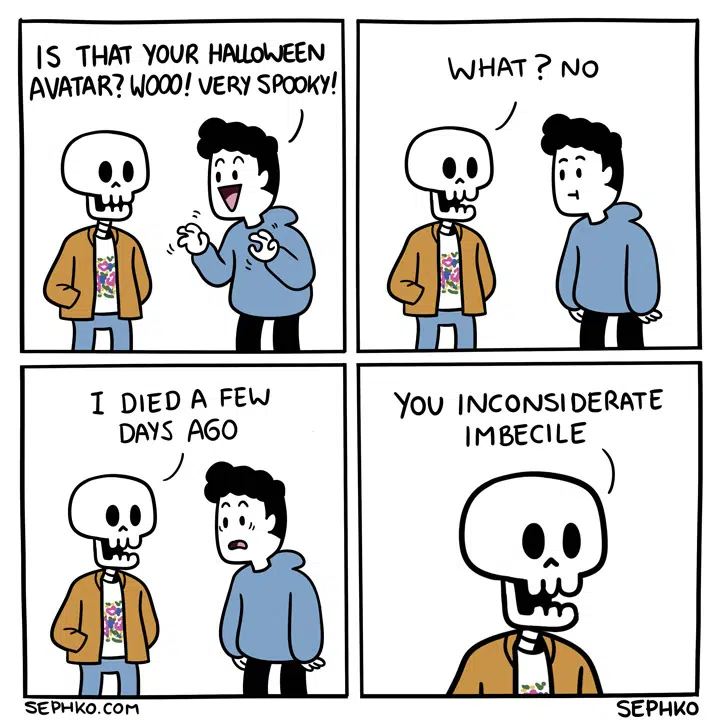 IS THAT YOUR HALLOWEEN
AVATAR? WOOO! VERY SPOOKY!
WHAT? NO
I DIED A FEW
DAYS AGO
YOU INCONSIDERATE
IMBECILE
SEPHKO.COM
SEPHKO